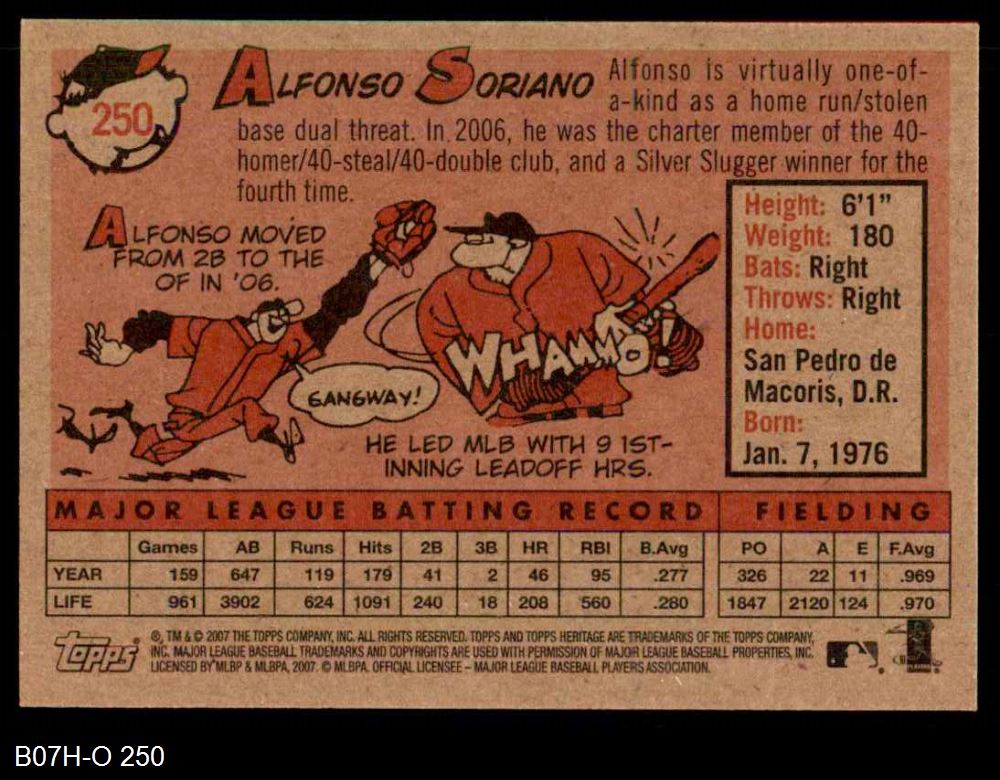 250
ALFONSO SORIANO
Alfonso is virtually one-of-
a-kind as a home run/stolen
base dual threat. In 2006, he was the charter member of the 40-
homer/40-steal/40-double club, and a Silver Slugger winner for the
fourth time.
ALFONSO MOVED
FROM 2B TO THE
OF IN '06.
GANGWAY!
WHAMMO!
HE LED MLB WITH 9 1ST-
INNING LEADOFF HRS.
Height: 6'1"
Weight: 180
Bats: Right
Throws: Right
Home:
San Pedro de
Macoris, D.R.
Born:
Jan. 7, 1976
MAJOR LEAGUE BATTING RECORD FIELDING
Games AB Runs Hits 2B 3B HR RBI B.Avg PO A E F.Avg
YEAR 159 647 119 179 41 2 46 95 .277 326 22 11 .969
LIFE 961 3902 624 1091 240 18 208 560 .280 1847 2120 124 .970
Topps
®, TM & © 2007 THE TOPPS COMPANY, INC. ALL RIGHTS RESERVED. TOPPS AND TOPPS HERITAGE ARE TRADEMARKS OF THE TOPPS COMPANY,
INC. MAJOR LEAGUE BASEBALL TRADEMARKS AND COPYRIGHTS ARE USED WITH PERMISSION OF MAJOR LEAGUE BASEBALL PROPERTIES, INC.
LICENSED BY MLBP & MLBPA, 2007. © MLBPA. OFFICIAL LICENSEE – MAJOR LEAGUE BASEBALL PLAYERS ASSOCIATION.
B07H-O 250